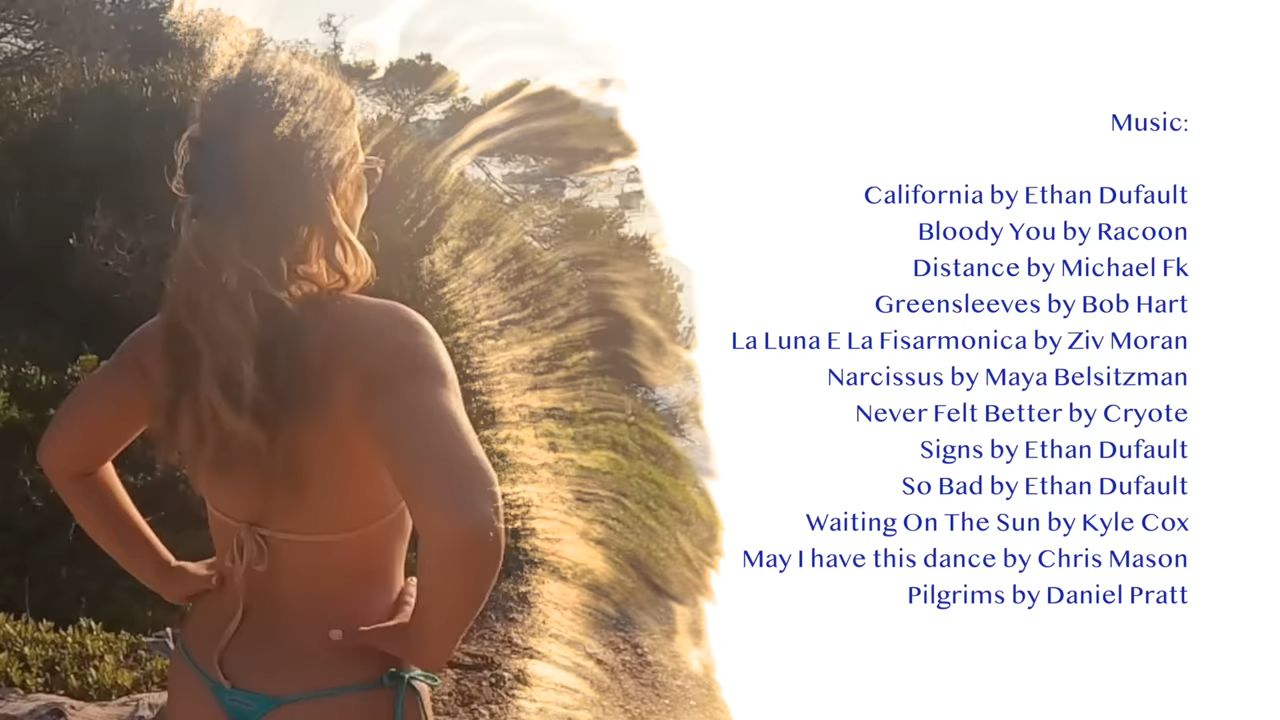 Music:
California by Ethan Dufault
Bloody You by Racoon
Distance by Michael Fk
Greensleeves by Bob Hart
La Luna E La Fisarmonica by Ziv Moran
Narcissus by Maya Belsitzman
Never Felt Better by Cryote
Signs by Ethan Dufault
So Bad by Ethan Dufault
Waiting On The Sun by Kyle Cox
May I have this dance by Chris Mason
Pilgrims by Daniel Pratt